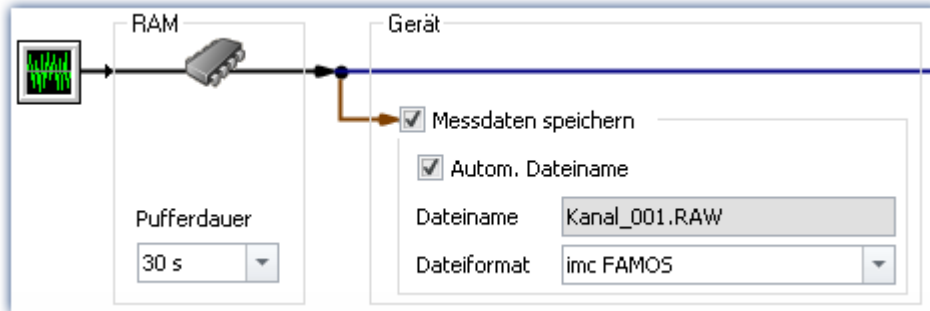 RAM
Gerät
Messdaten speichern
Autom. Dateiname
Pufferdauer
Dateiname Kanal_001.RAW
30 s
Dateiformat imc FAMOS